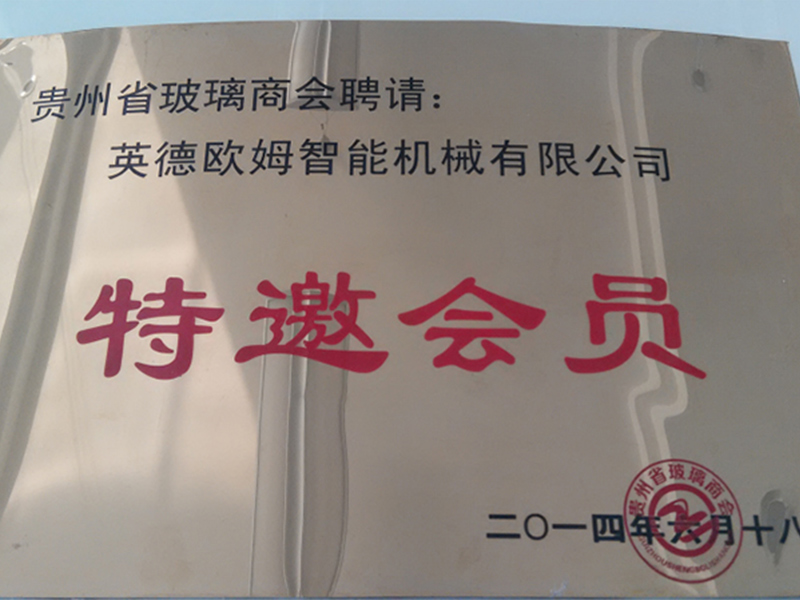 贵州省玻璃商会聘请：
英德欧姆智能机械有限公司
特邀会员
贵州省玻璃商会
二〇一四年六月十八